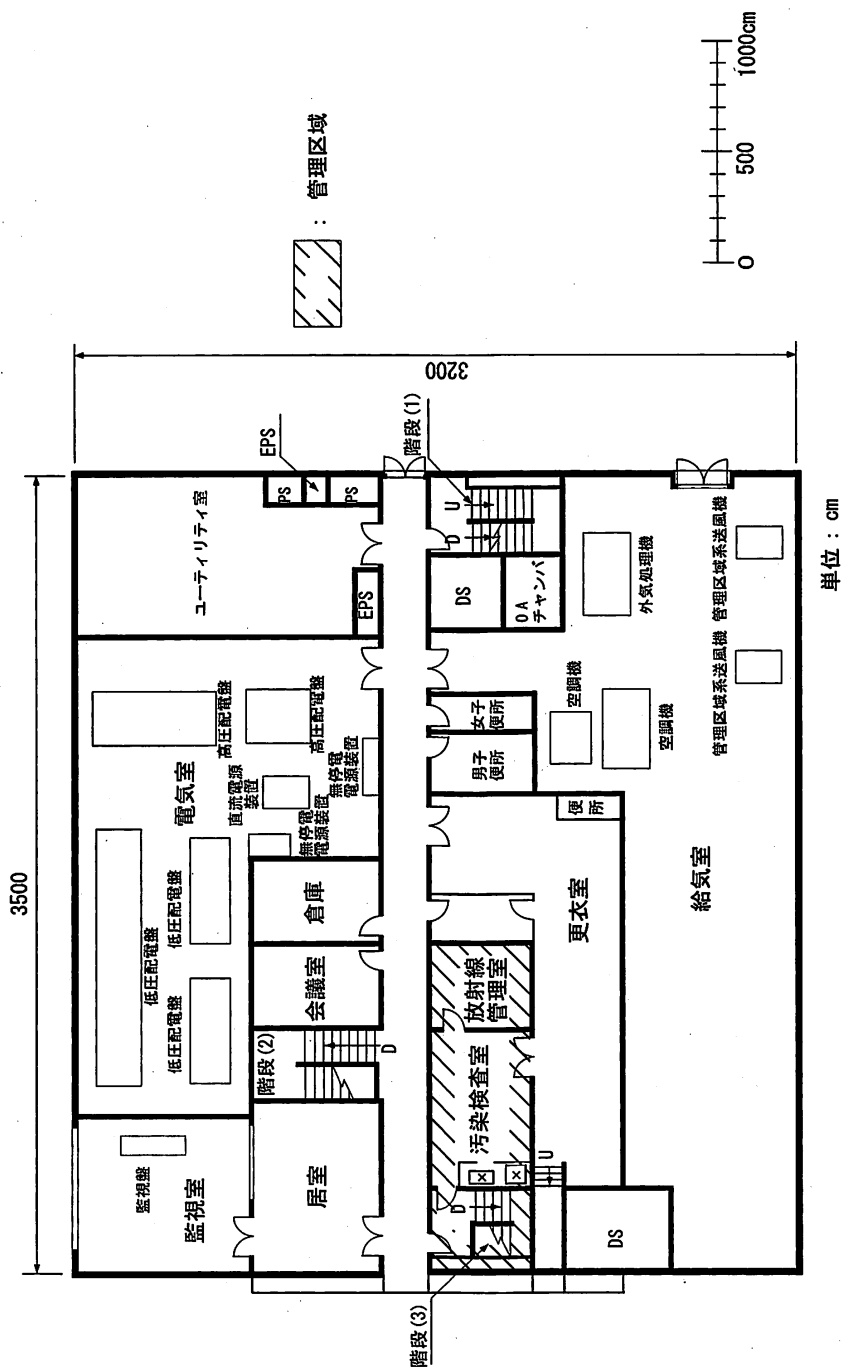 3500
3200
監視盤
監視室
居室
低圧配電盤
低圧配電盤
低圧配電盤
電気室
高圧配電盤
高圧配電盤
直流電源
装置
無停電
電源装置
無停電
電源装置
階段(2)
D
会議室
倉庫
ユーティリティ室
EPS
PS
EPS
PS
階段(1)
U
D
DS
OA
チャンバ
女子
便所
男子
便所
便所
更衣室
放射線
管理室
汚染検査室
D
U
階段(3)
DS
給気室
空調機
空調機
外気処理機
管理区域系送風機
管理区域系送風機
: 管理区域
0
500
1000cm
単位:cm